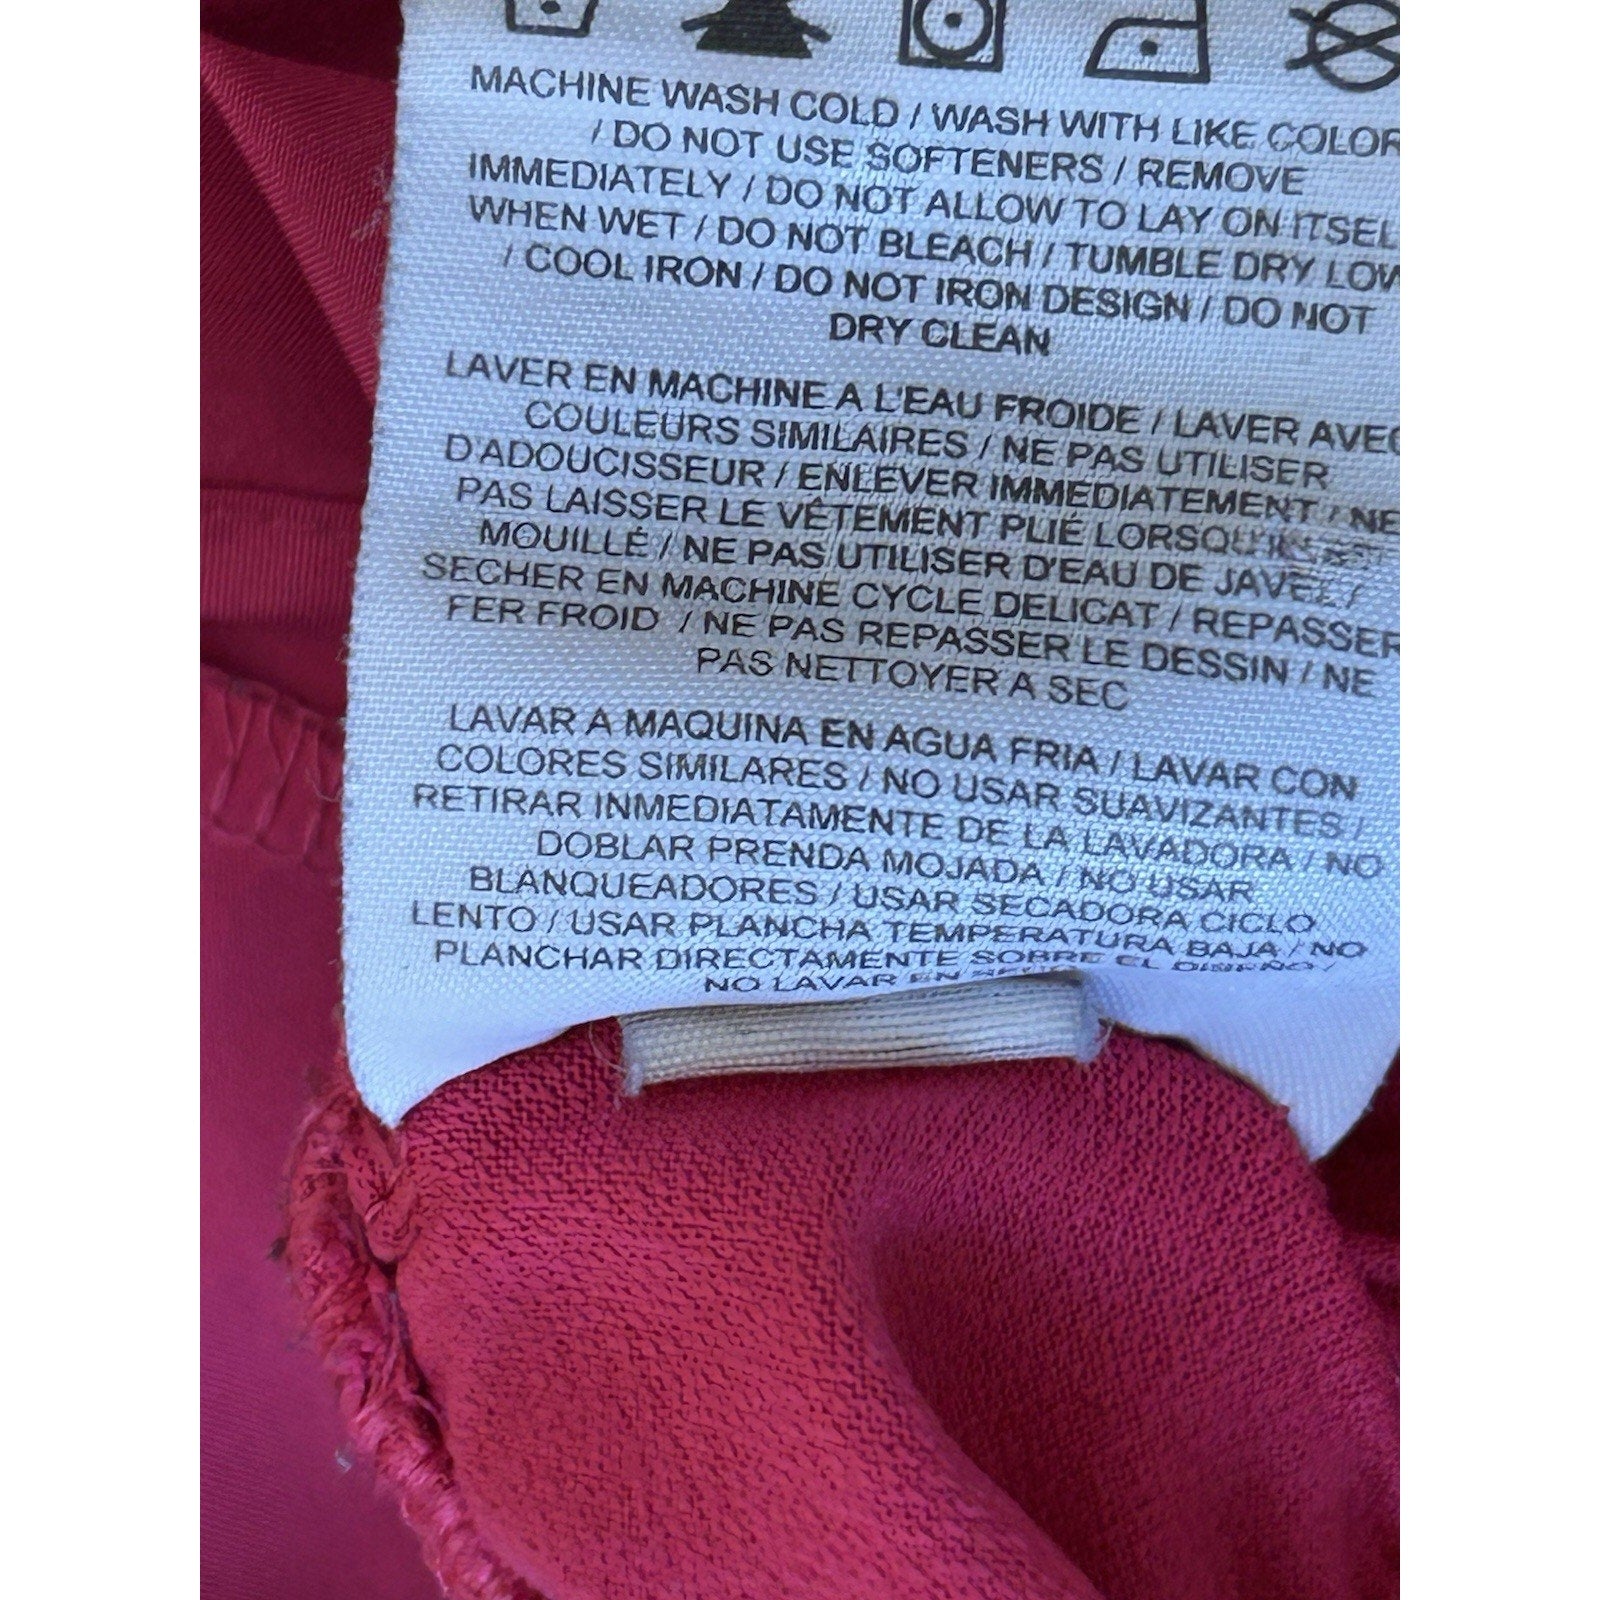 MACHINE WASH COLD / WASH WITH LIKE COLOR
/ DO NOT USE SOFTENERS / REMOVE
IMMEDIATELY / DO NOT ALLOW TO LAY ON ITSEL
WHEN WET / DO NOT BLEACH / TUMBLE DRY LOW
/ COOL IRON / DO NOT IRON DESIGN / DO NOT
DRY CLEAN
LAVER EN MACHINE A L'EAU FROIDE / LAVER AVEC
COULEURS SIMILAIRES / NE PAS UTILISER
D'ADOUCISSEUR / ENLEVER IMMEDIATEMENT / NE
PAS LAISSER LE VÊTEMENT PLIÉ LORSQU'IL EST
MOUILLÉ / NE PAS UTILISER D'EAU DE JAVEL /
SECHER EN MACHINE CYCLE DELICAT / REPASSER
FER FROID / NE PAS REPASSER LE DESSIN / NE
PAS NETTOYER A SEC
LAVAR A MAQUINA EN AGUA FRIA / LAVAR CON
COLORES SIMILARES / NO USAR SUAVIZANTES /
RETIRAR INMEDIATAMENTE DE LA LAVADORA / NO
DOBLAR PRENDA MOJADA / NO USAR
BLANQUEADORES / USAR SECADORA CICLO
LENTO / USAR PLANCHA TEMPERATURA BAJA / NO
PLANCHAR DIRECTAMENTE SOBRE EL DISEÑO /
NO LAVAR EN